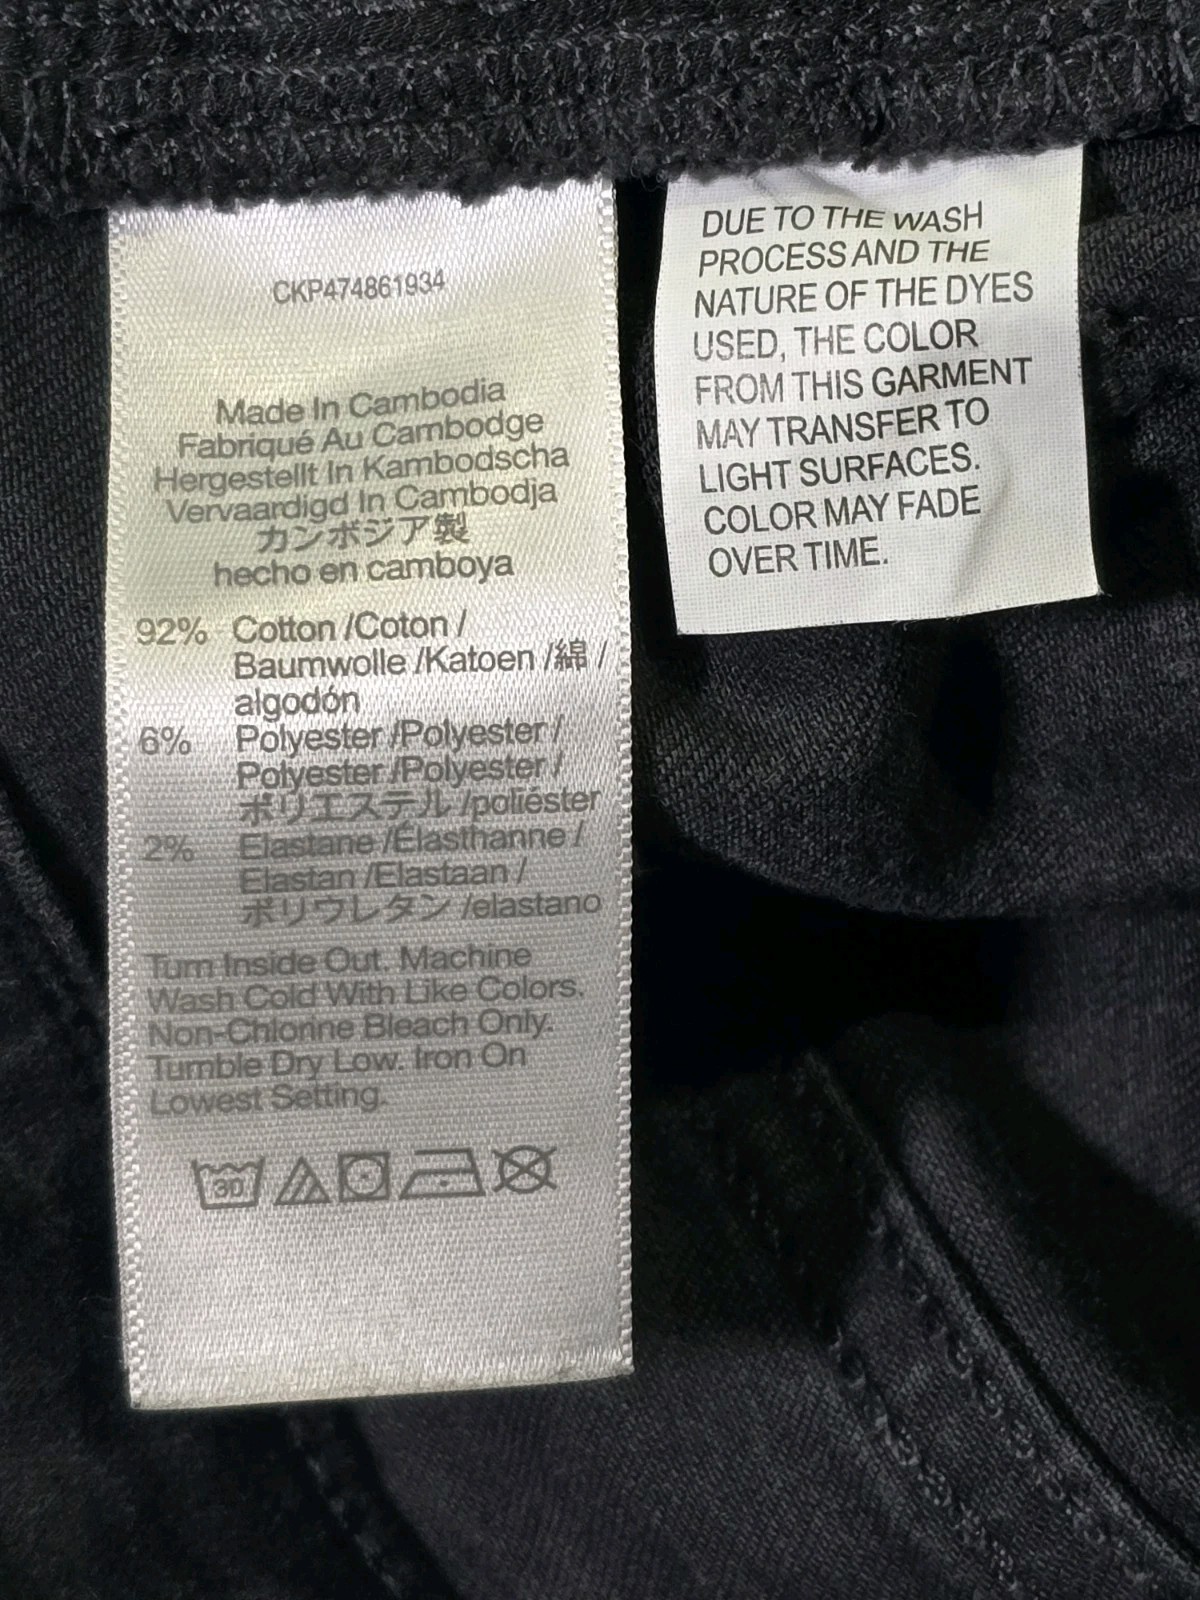 CKP474861934
Made In Cambodia
Fabriqué Au Cambodge
Hergestellt In Kambodscha
Vervaardigd In Cambodja
カンボジア製
hecho en camboya
92% Cotton /Coton /
Baumwolle /Katoen /綿 /
algodón
6% Polyester /Polyester /
Polyester /Polyester /
ポリエステル /poliéster
2% Elastane /Élasthanne /
Elastan /Elastaan /
ポリウレタン /elastano
Turn Inside Out. Machine
Wash Cold With Like Colors.
Non-Chlorine Bleach Only.
Tumble Dry Low. Iron On
Lowest Setting.
30
DUE TO THE WASH
PROCESS AND THE
NATURE OF THE DYES
USED, THE COLOR
FROM THIS GARMENT
MAY TRANSFER TO
LIGHT SURFACES.
COLOR MAY FADE
OVER TIME.